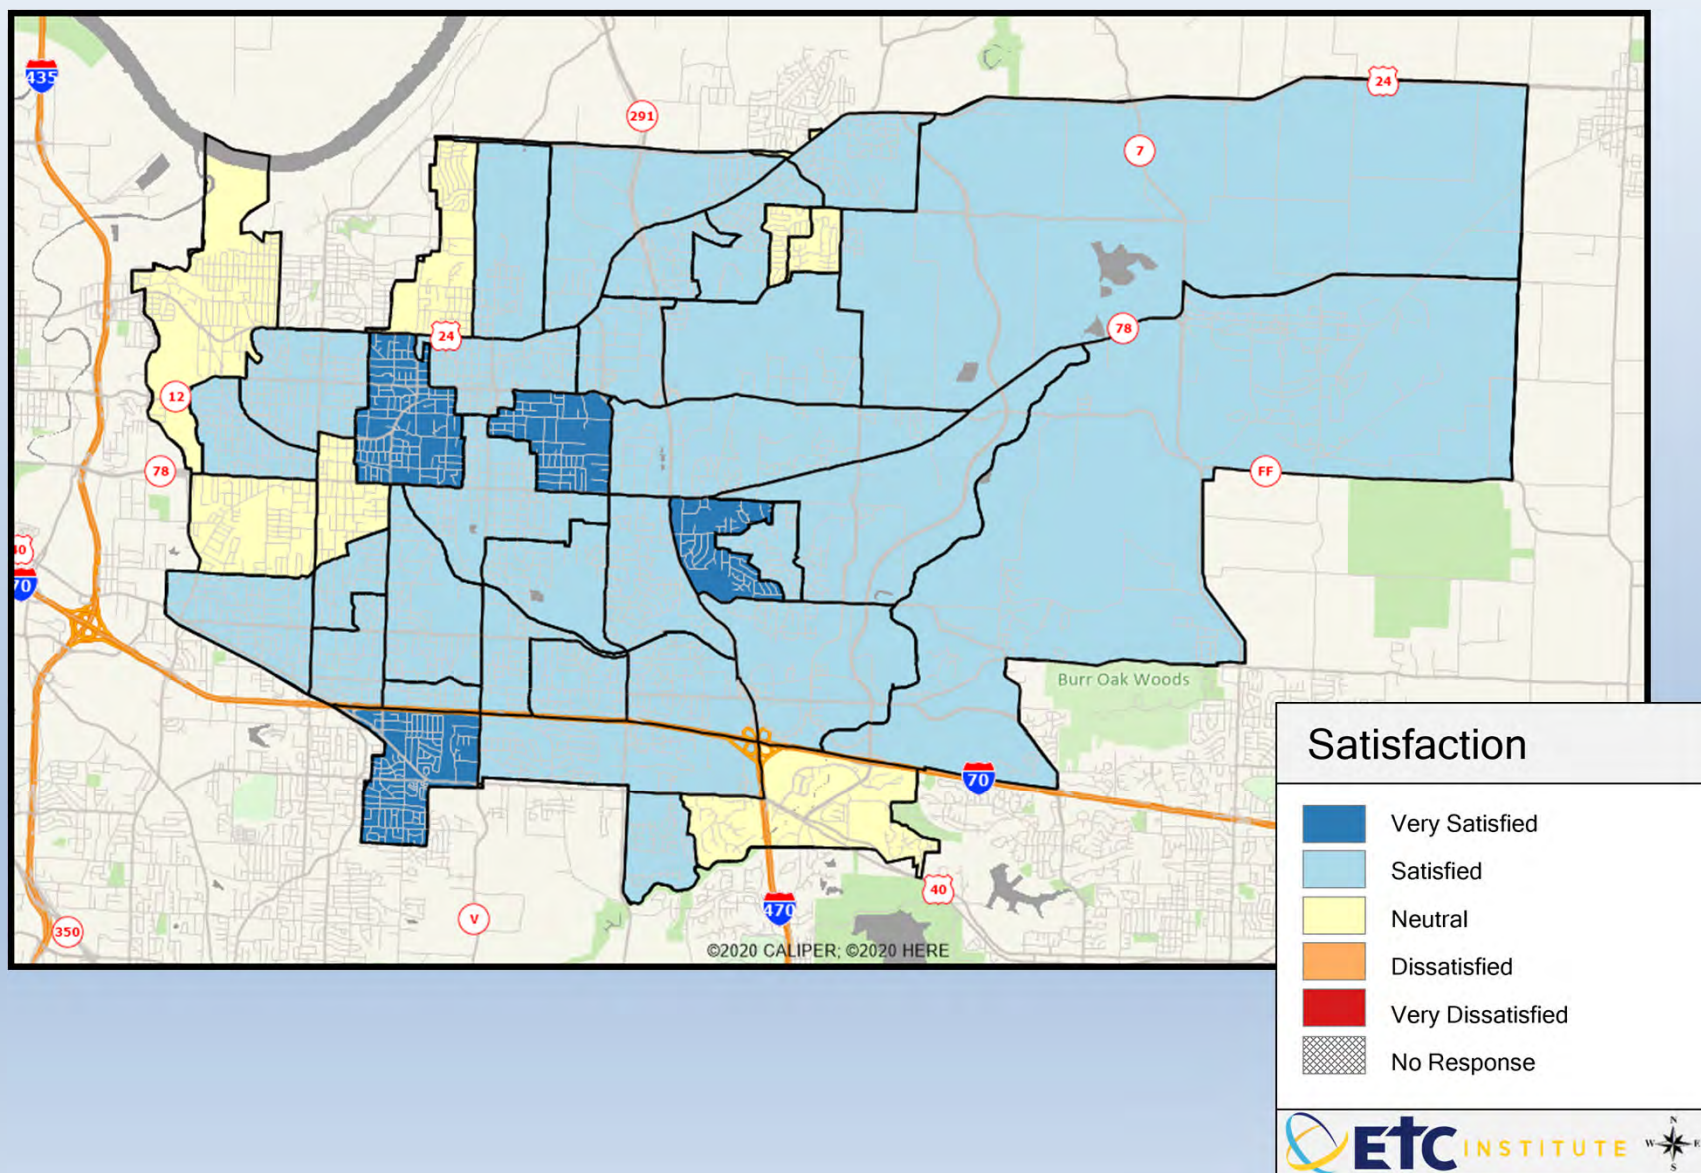 435
24
291
7
24
78
12
78
FF
40
70
Burr Oak Woods
70
40
470
V
350
©2020 CALIPER; ©2020 HERE
Satisfaction
Very Satisfied
Satisfied
Neutral
Dissatisfied
Very Dissatisfied
No Response
ETC INSTITUTE
N
W E
S